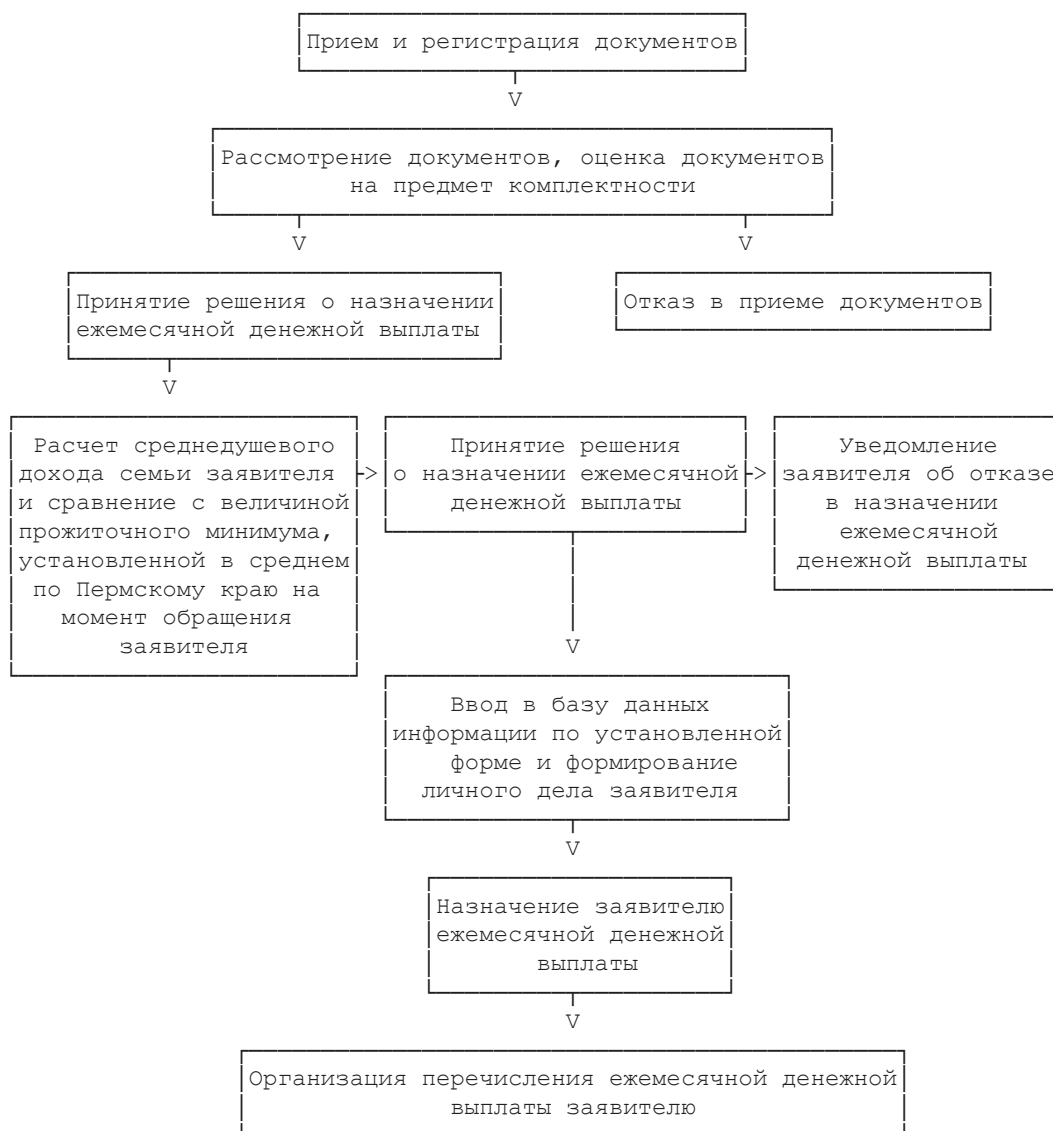 Прием и регистрация документов
V
Рассмотрение документов, оценка документов
на предмет комплектности
V
V
Принятие решения о назначении
ежемесячной денежной выплаты
Отказ в приеме документов
V
Расчет среднедушевого
дохода семьи заявителя
и сравнение с величиной
прожиточного минимума,
установленной в среднем
по Пермскому краю на
момент обращения
заявителя
>
Принятие решения
о назначении ежемесячной
денежной выплаты
>
Уведомление
заявителя об отказе
в назначении
ежемесячной
денежной выплаты
V
Ввод в базу данных
информации по установленной
форме и формирование
личного дела заявителя
V
Назначение заявителю
ежемесячной денежной
выплаты
V
Организация перечисления ежемесячной денежной
выплаты заявителю